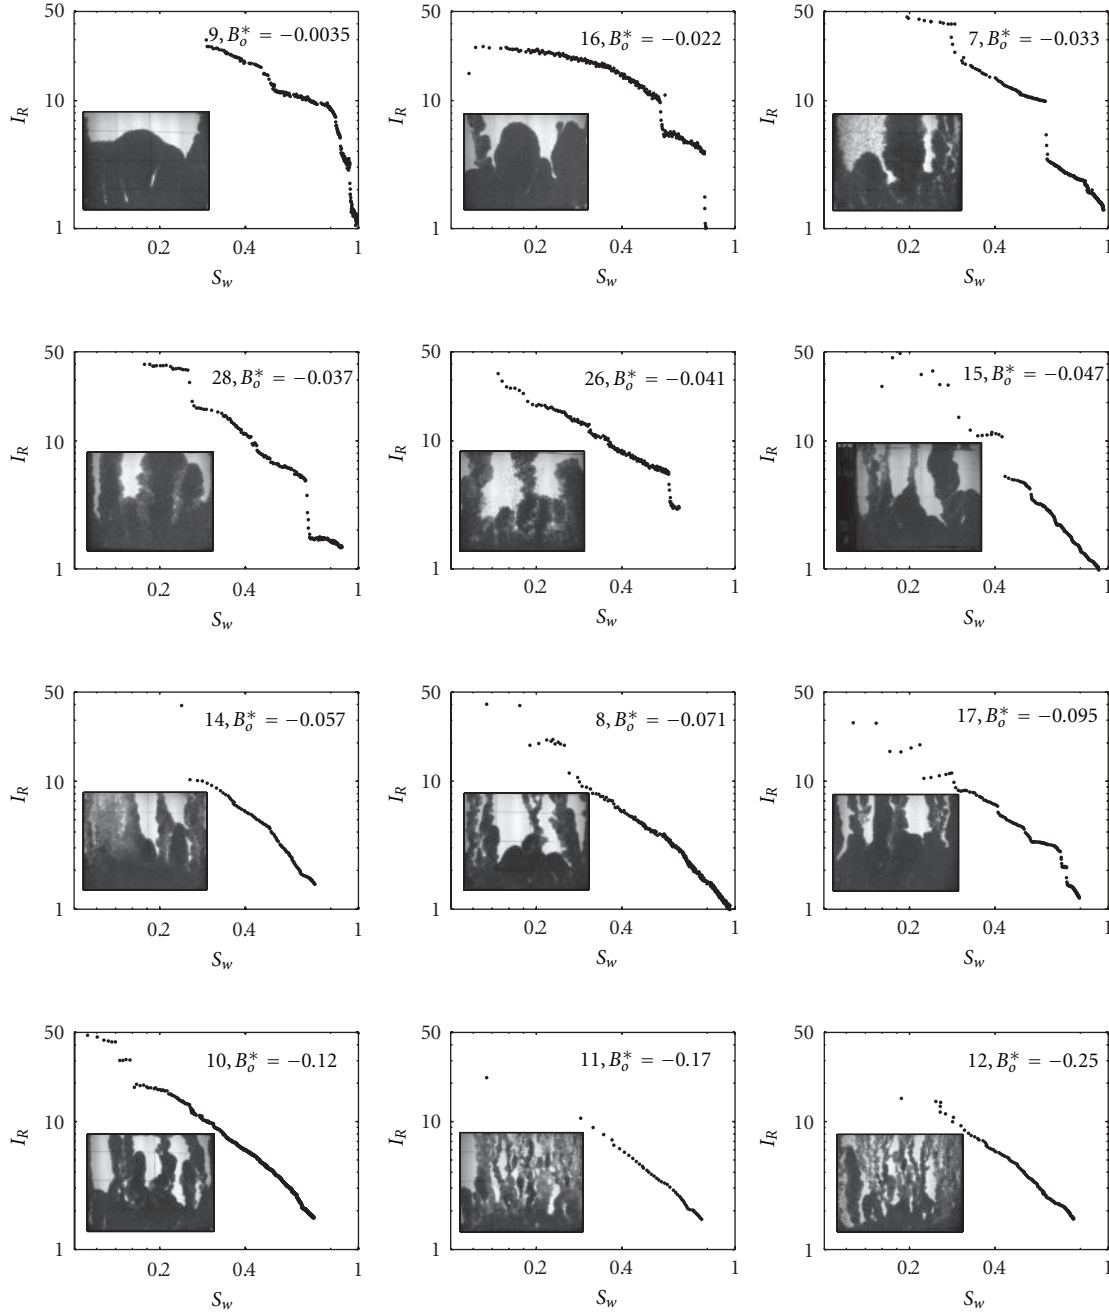 50
9, B_o^* = −0.0035
10
I_R
1
0.2 0.4 1
S_w
50
16, B_o^* = −0.022
10
I_R
1
0.2 0.4 1
S_w
50
7, B_o^* = −0.033
10
I_R
1
0.2 0.4 1
S_w
50
28, B_o^* = −0.037
10
I_R
1
0.2 0.4 1
S_w
50
26, B_o^* = −0.041
10
I_R
1
0.2 0.4 1
S_w
50
15, B_o^* = −0.047
10
I_R
1
0.2 0.4 1
S_w
50
14, B_o^* = −0.057
10
I_R
1
0.2 0.4 1
S_w
50
8, B_o^* = −0.071
10
I_R
1
0.2 0.4 1
S_w
50
17, B_o^* = −0.095
10
I_R
1
0.2 0.4 1
S_w
50
10, B_o^* = −0.12
10
I_R
1
0.2 0.4 1
S_w
50
11, B_o^* = −0.17
10
I_R
1
0.2 0.4 1
S_w
50
12, B_o^* = −0.25
10
I_R
1
0.2 0.4 1
S_w